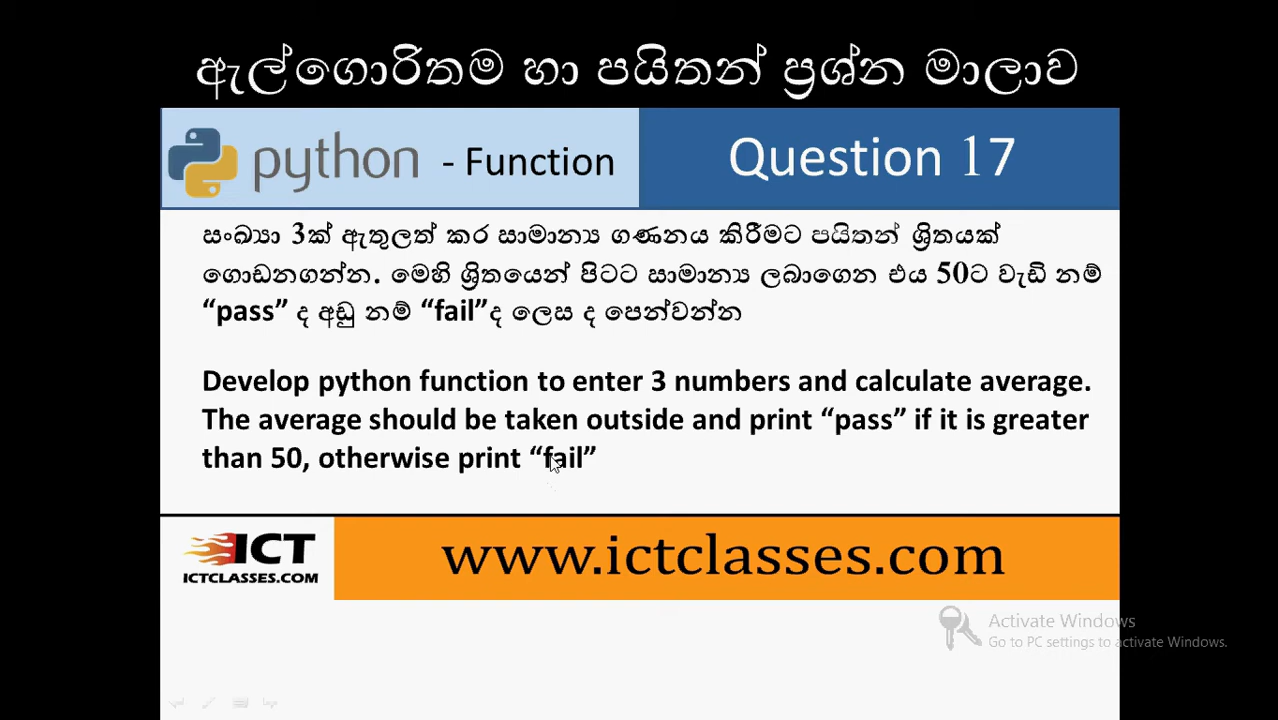 ඇල්ගොරිතම හා පයිතන් ප්‍රශ්න මාලාව
python - Function
Question 17
සංඛ්‍යා 3ක් ඇතුලත් කර සාමාන්‍ය ගණනය කිරීමට පයිතන් ශ්‍රිතයක්
ගොඩනගන්න. මෙහි ශ්‍රිතයෙන් පිටට සාමාන්‍ය ලබාගෙන එය 50ට වැඩි නම්
“pass” ද අඩු නම් “fail”ද ලෙස ද පෙන්වන්න
Develop python function to enter 3 numbers and calculate average.
The average should be taken outside and print “pass” if it is greater
than 50, otherwise print “fail”
ICT
ICTCLASSES.COM
www.ictclasses.com
Activate Windows
Go to PC settings to activate Windows.